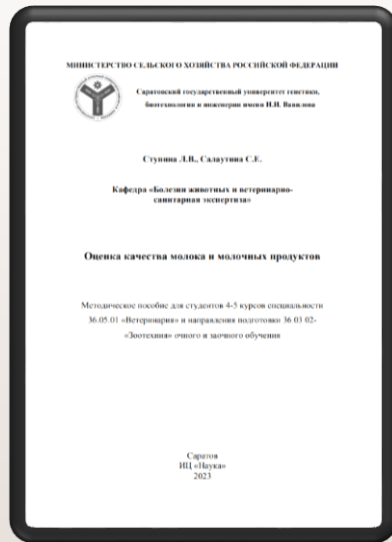 МИНИСТЕРСТВО СЕЛЬСКОГО ХОЗЯЙСТВА РОССИЙСКОЙ ФЕДЕРАЦИИ
Саратовский государственный университет генетики,
биотехнологии и инженерии имени Н.И. Вавилова
Ступина Л.В., Салаутина С.Е.
Кафедра «Болезни животных и ветеринарно-
санитарная экспертиза»
Оценка качества молока и молочных продуктов
Методическое пособие для студентов 4-5 курсов специальности
36.05.01 «Ветеринария» и направления подготовки 36 03 02-
«Зоотехния» очного и заочного обучения
Саратов
ИЦ «Наука»
2023